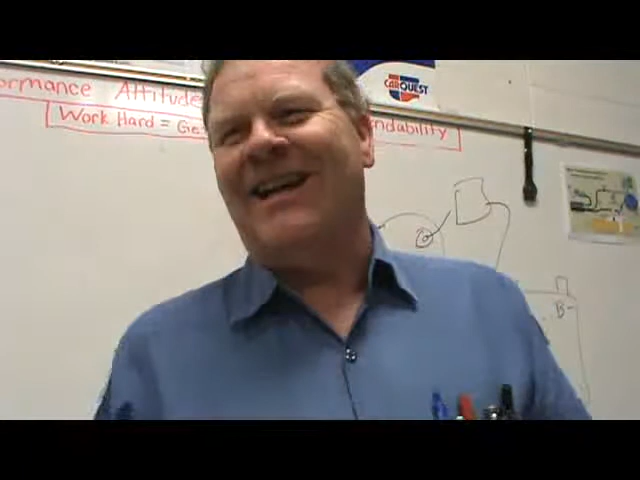 ormance Attitude
CARQUEST
Work Hard = Ge
ndability
B-